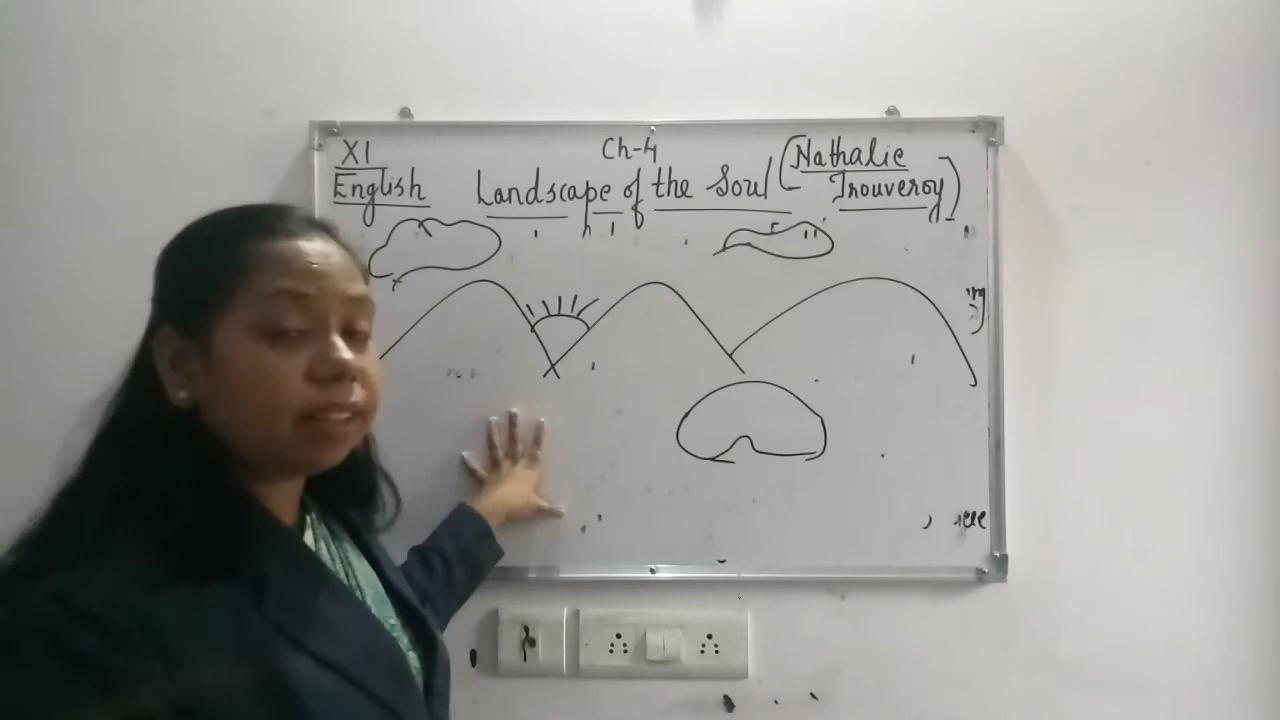 XI
English
Ch-4
Landscape of the Soul (Nathalie
Trouveroy)